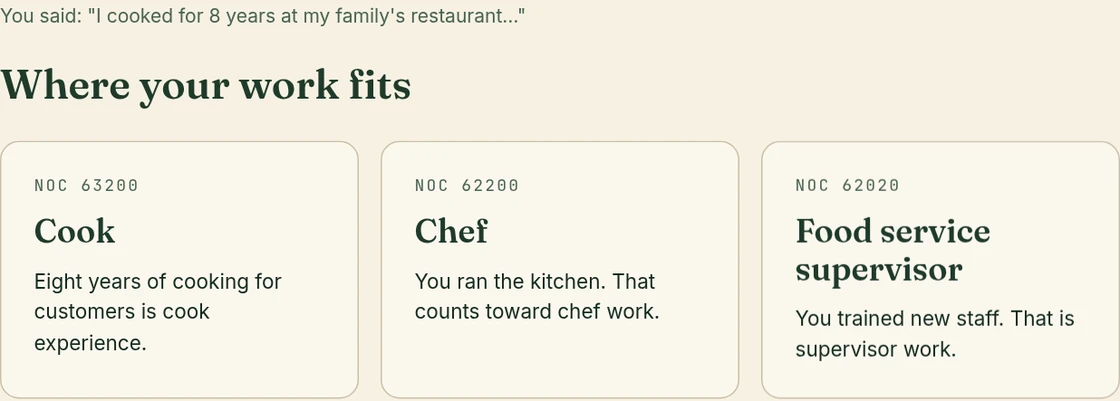 You said: "I cooked for 8 years at my family's restaurant..."
Where your work fits
NOC 63200
Cook
Eight years of cooking for
customers is cook
experience.
NOC 62200
Chef
You ran the kitchen. That
counts toward chef work.
NOC 62020
Food service
supervisor
You trained new staff. That is
supervisor work.